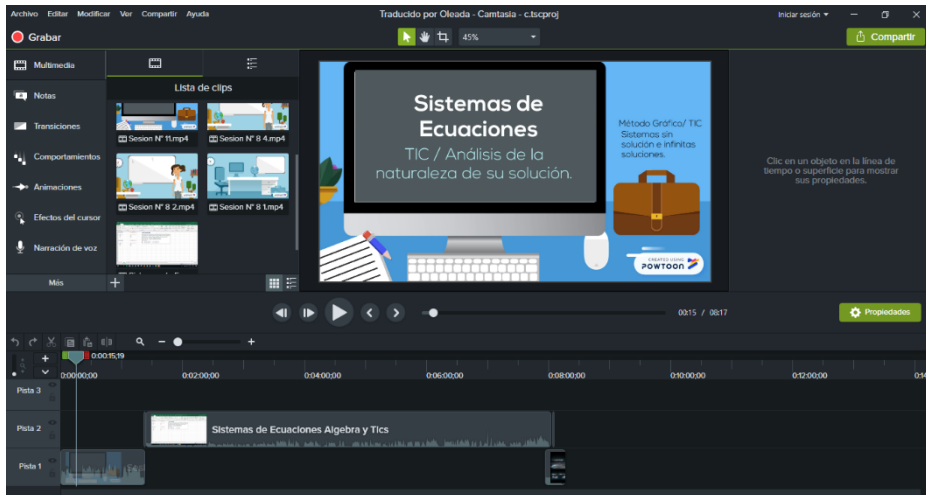 Archivo Editar Modificar Ver Compartir Ayuda
Traducido por Oleada - Camtasia - c.tscproj
Iniciar sesión
Grabar
45%
Compartir
Multimedia
Notas
Transiciones
Comportamientos
Animaciones
Efectos del cursor
Narración de voz
Más
Lista de clips
Sesion N° 11.mp4
Sesion N° 8 4.mp4
Sesion N° 8 2.mp4
Sesion N° 8 1.mp4
Sistemas de
Ecuaciones
TIC / Análisis de la
naturaleza de su solución.
Método Gráfico/ TIC
Sistemas sin
solución e infinitas
soluciones.
CREATED USING
POWTOON
Clic en un objeto en la línea de
tiempo o superficie para mostrar
sus propiedades.
00:15 / 08:17
Propiedades
0:00:15;19
0:00:00;00
0:02:00;00
0:04:00;00
0:06:00;00
0:08:00;00
0:10:00;00
0:12:00;00
0:14
Pista 3
Pista 2
Sistemas de Ecuaciones Algebra y Tics
Pista 1